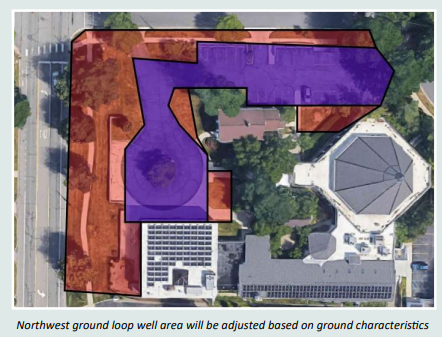 Northwest ground loop well area will be adjusted based on ground characteristics